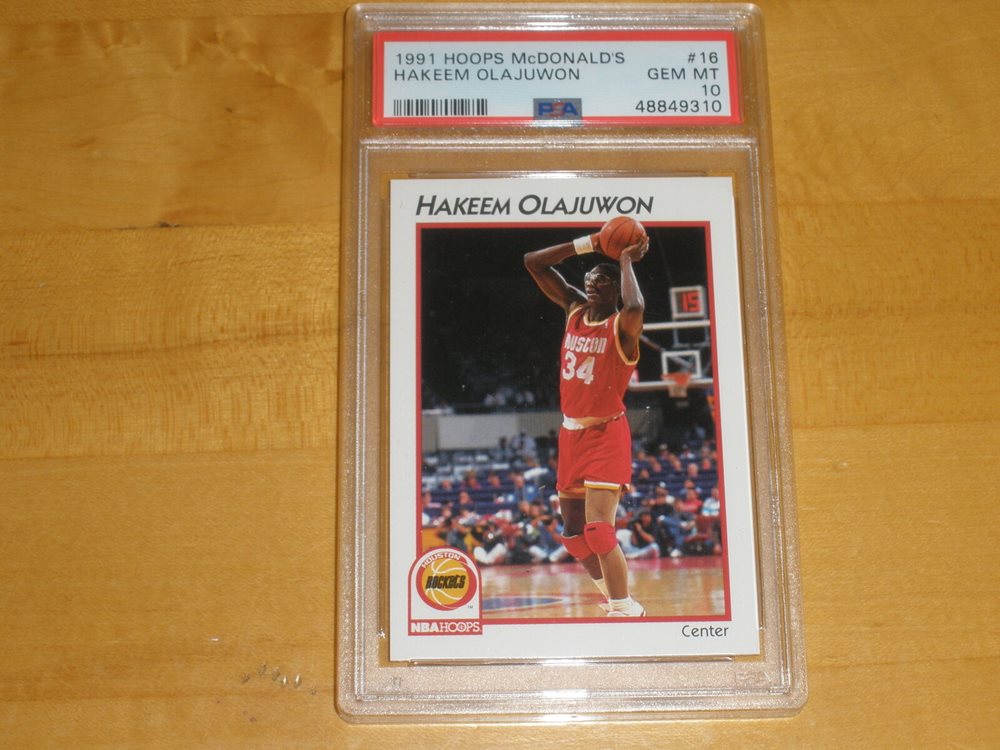 1991 HOOPS McDONALD'S #16
HAKEEM OLAJUWON GEM MT
10
PSA 48849310
HAKEEM OLAJUWON
15
HOUSTON
34
HOUSTON
ROCKETS
TM
NBA HOOPS
Center